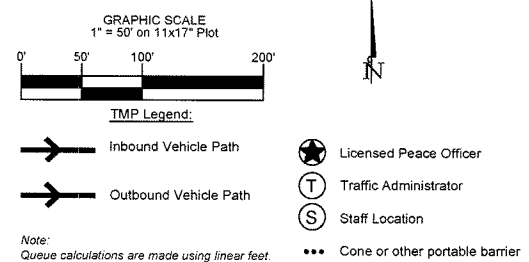 GRAPHIC SCALE
1" = 50' on 11x17" Plot
0' 50' 100' 200'
N
TMP Legend:
Inbound Vehicle Path
Outbound Vehicle Path
Note:
Queue calculations are made using linear feet.
Licensed Peace Officer
T Traffic Administrator
S Staff Location
Cone or other portable barrier